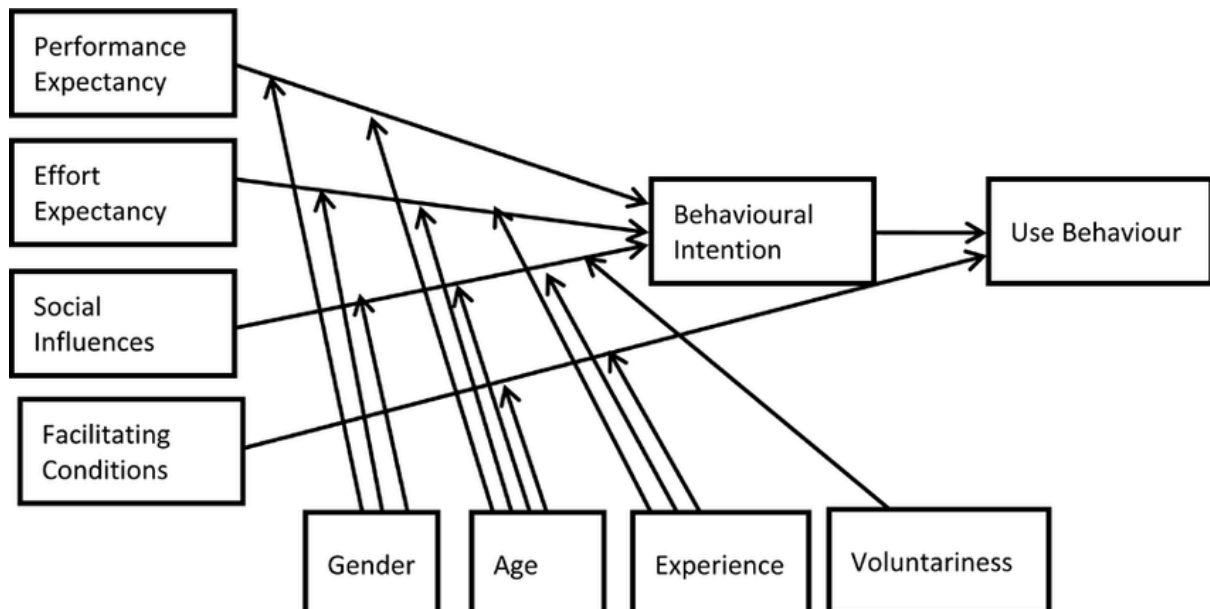 Performance
Expectancy
Effort
Expectancy
Social
Influences
Facilitating
Conditions
Behavioural
Intention
Use Behaviour
Gender
Age
Experience
Voluntariness